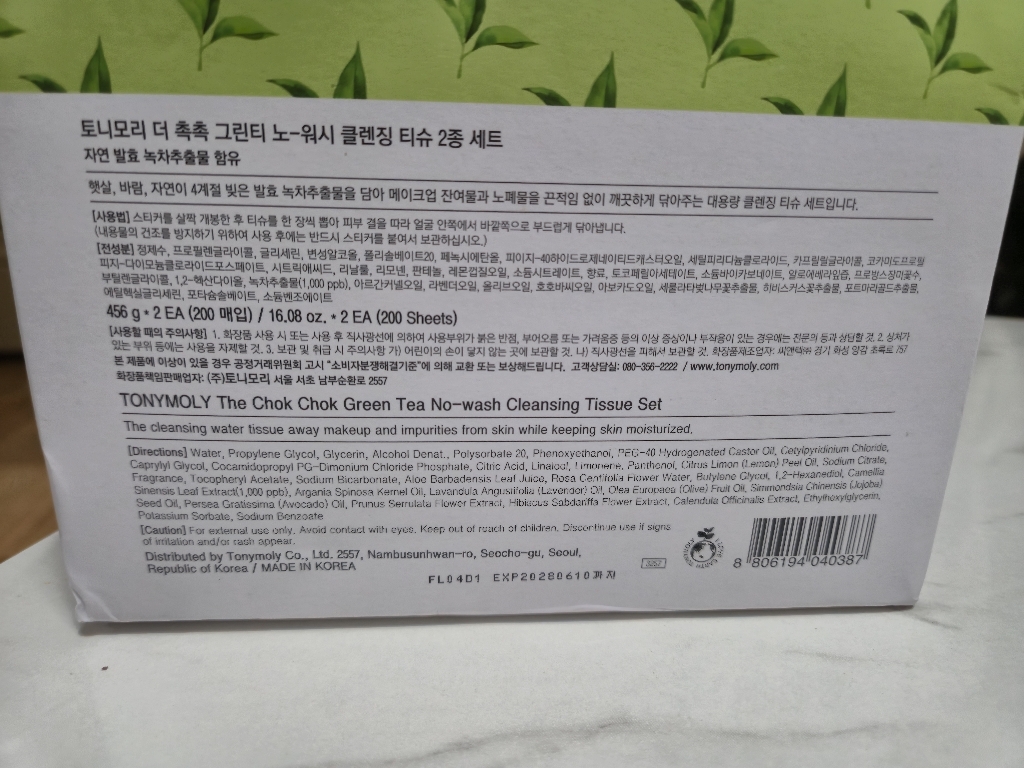 토니모리 더 촉촉 그린티 노-워시 클렌징 티슈 2종 세트
자연 발효 녹차추출물 함유
햇살, 바람, 자연이 4계절 빚은 발효 녹차추출물을 담아 메이크업 잔여물과 노폐물을 끈적임 없이 깨끗하게 닦아주는 대용량 클렌징 티슈 세트입니다.
[사용법] 스티커를 살짝 개봉한 후 티슈를 한 장씩 뽑아 피부 결을 따라 얼굴 안쪽에서 바깥쪽으로 부드럽게 닦아냅니다.
(내용물의 건조를 방지하기 위하여 사용 후에는 반드시 스티커를 붙여서 보관하십시오.)
[전성분] 정제수, 프로필렌글라이콜, 글리세린, 변성알코올, 폴리솔베이트20, 페녹시에탄올, 피이지-40하이드로제네이티드캐스터오일, 세틸피리디늄클로라이드, 카프릴릴글라이콜, 코카미도프로필
피지-다이모늄클로라이드포스페이트, 시트릭애씨드, 리날룰, 리모넨, 판테놀, 레몬껍질오일, 소듐시트레이트, 향료, 토코페릴아세테이트, 소듐바이카보네이트, 알로에베라잎즙, 프로방스장미꽃수,
부틸렌글라이콜, 1,2-헥산다이올, 녹차추출물(1,000 ppb), 아르간커넬오일, 라벤더오일, 올리브오일, 호호바씨오일, 아보카도오일, 세룰라타벚나무꽃추출물, 히비스커스꽃추출물, 포트마리골드추출물,
에틸헥실글리세린, 포타슘솔베이트, 소듐벤조에이트
456 g * 2 EA (200 매입) / 16.08 oz. * 2 EA (200 Sheets)
[사용할 때의 주의사항] 1. 화장품 사용 시 또는 사용 후 직사광선에 의하여 사용부위가 붉은 반점, 부어오름 또는 가려움증 등의 이상 증상이나 부작용이 있는 경우에는 전문의 등과 상담할 것. 2. 상처가
있는 부위 등에는 사용을 자제할 것. 3. 보관 및 취급 시 주의사항 가) 어린이의 손이 닿지 않는 곳에 보관할 것. 나) 직사광선을 피해서 보관할 것. 화장품제조업자: 씨앤텍㈜ 경기 화성 양감 초록로 757
본 제품에 이상이 있을 경우 공정거래위원회 고시 "소비자분쟁해결기준"에 의해 교환 또는 보상해드립니다. 고객상담실: 080-356-2222 / www.tonymoly.com
화장품책임판매업자: (주)토니모리 서울 서초 남부순환로 2557
TONYMOLY The Chok Chok Green Tea No-wash Cleansing Tissue Set
The cleansing water tissue away makeup and impurities from skin while keeping skin moisturized.
[Directions] Water, Propylene Glycol, Glycerin, Alcohol Denat., Polysorbate 20, Phenoxyethanol, PEG-40 Hydrogenated Castor Oil, Cetylpyridinium Chloride,
Caprylyl Glycol, Cocamidopropyl PG-Dimonium Chloride Phosphate, Citric Acid, Linalool, Limonene, Panthenol, Citrus Limon (Lemon) Peel Oil, Sodium Citrate,
Fragrance, Tocopheryl Acetate, Sodium Bicarbonate, Aloe Barbadensis Leaf Juice, Rosa Centifolia Flower Water, Butylene Glycol, 1,2-Hexanediol, Camellia
Sinensis Leaf Extract(1,000 ppb), Argania Spinosa Kernel Oil, Lavandula Angustifolia (Lavender) Oil, Olea Europaea (Olive) Fruit Oil, Simmondsia Chinensis (Jojoba)
Seed Oil, Persea Gratissima (Avocado) Oil, Prunus Serrulata Flower Extract, Hibiscus Sabdariffa Flower Extract, Calendula Officinalis Extract, Ethylhexylglycerin,
Potassium Sorbate, Sodium Benzoate
[Caution] For external use only. Avoid contact with eyes. Keep out of reach of children. Discontinue use if signs
of irritation and/or rash appear.
Distributed by Tonymoly Co., Ltd. 2557, Nambusunhwan-ro, Seocho-gu, Seoul,
Republic of Korea / MADE IN KOREA
FL04D1 EXP20280610까지
8 806194 040387